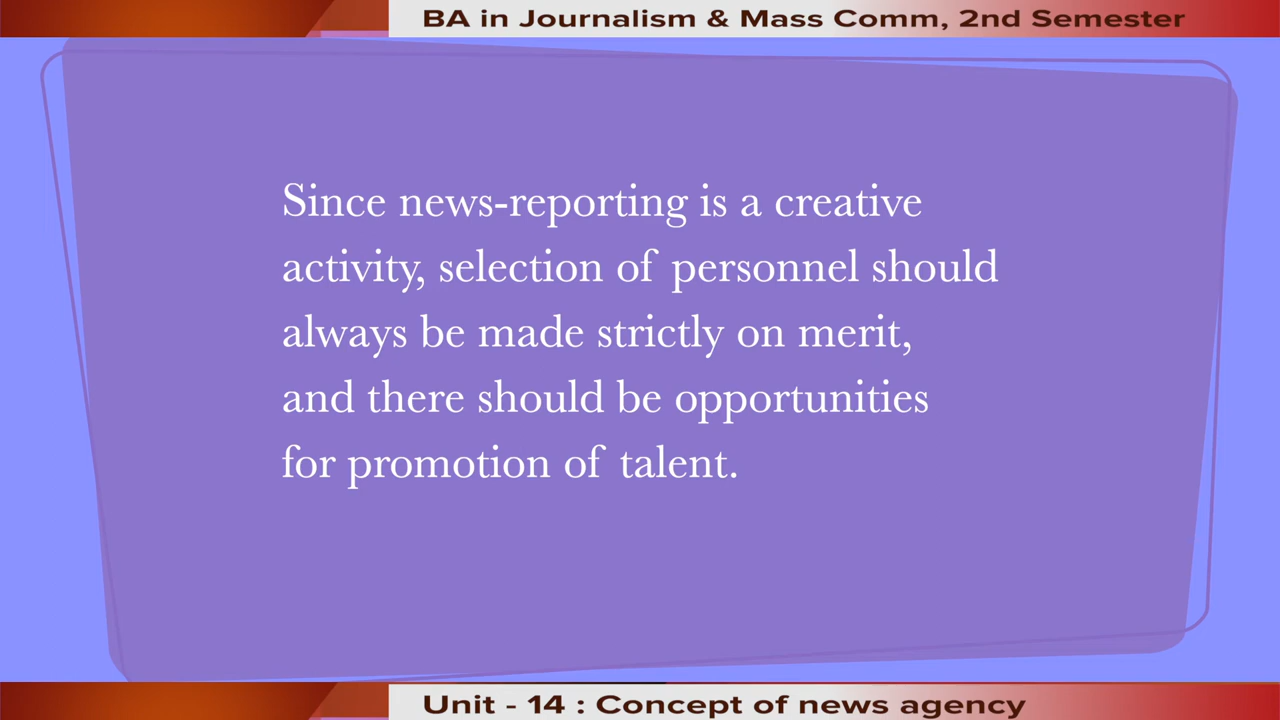 BA in Journalism & Mass Comm, 2nd Semester
Since news-reporting is a creative
activity, selection of personnel should
always be made strictly on merit,
and there should be opportunities
for promotion of talent.
Unit - 14 : Concept of news agency